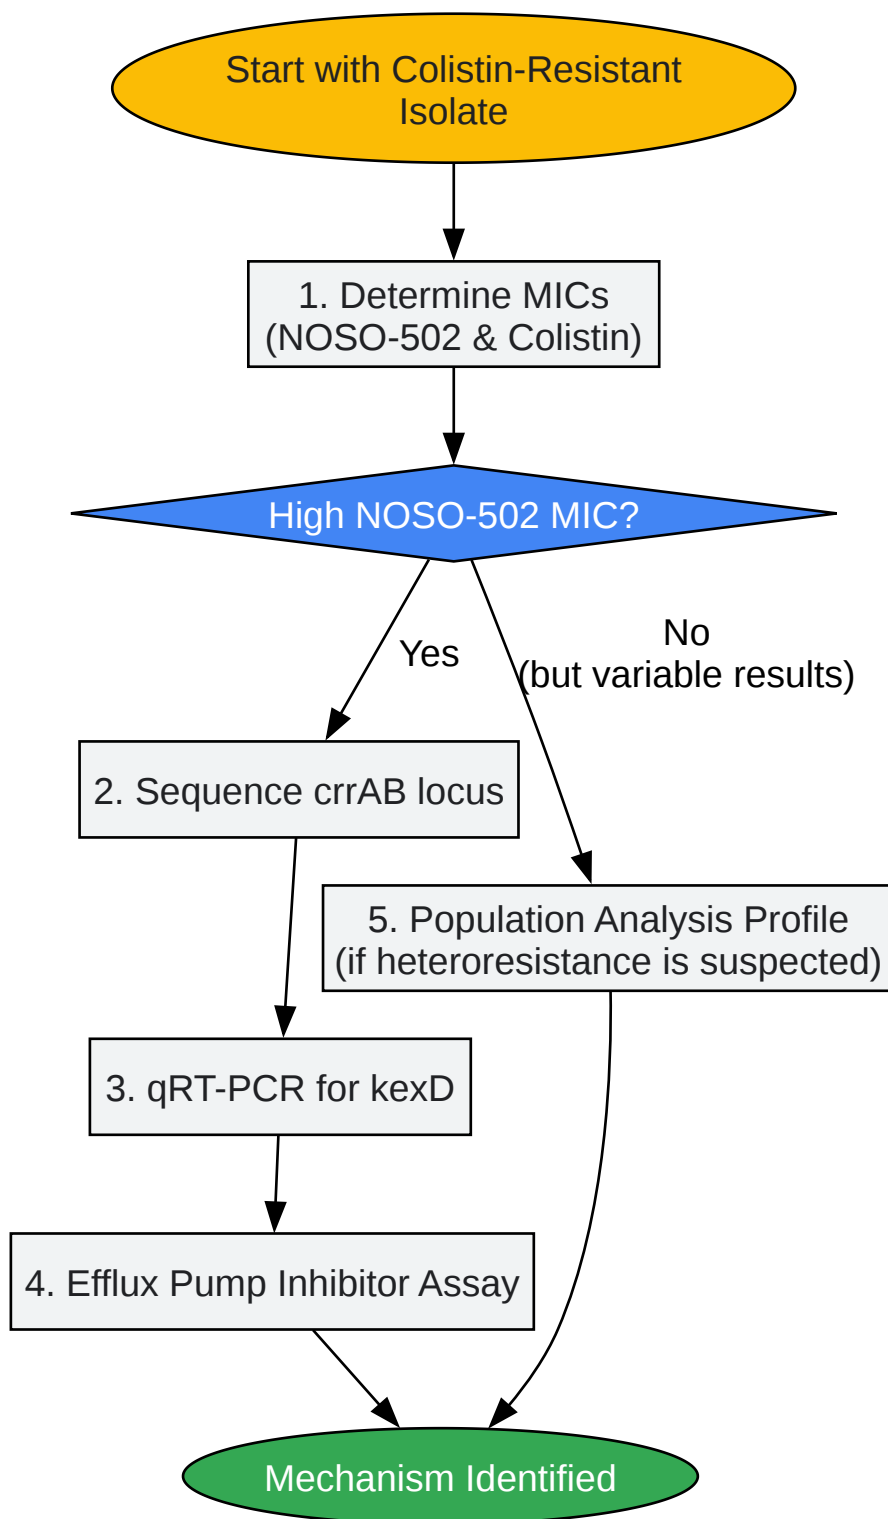 Start with Colistin-Resistant
Isolate
1. Determine MICs
(NOSO-502 & Colistin)
High NOSO-502 MIC?
Yes
No
(but variable results)
2. Sequence crrAB locus
5. Population Analysis Profile
(if heteroresistance is suspected)
3. qRT-PCR for kexD
4. Efflux Pump Inhibitor Assay
Mechanism Identified